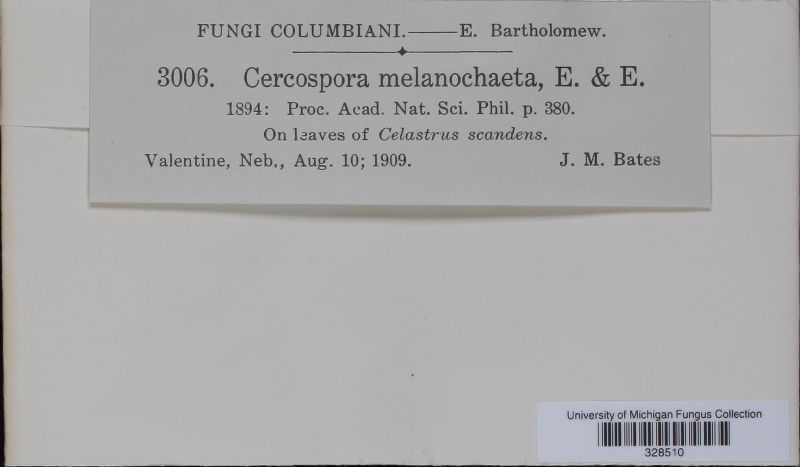 FUNGI COLUMBIANI.——E. Bartholomew.
3006. Cercospora melanochaeta, E. & E.
1894: Proc. Acad. Nat. Sci. Phil. p. 380.
On leaves of Celastrus scandens.
Valentine, Neb., Aug. 10; 1909. J. M. Bates
University of Michigan Fungus Collection
328510